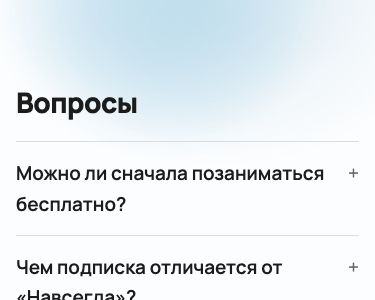 Вопросы
Можно ли сначала позаниматься
бесплатно?
Чем подписка отличается от
«Навсегда»?